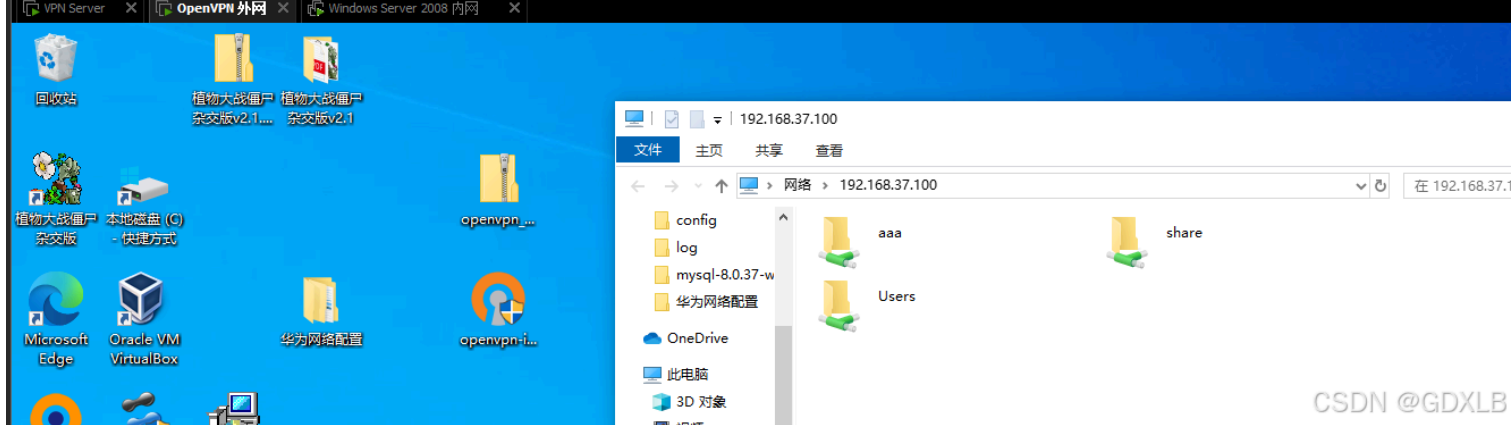 VPN Server
OpenVPN 外网
Windows Server 2008 内网
回收站
植物大战僵尸
杂交版v2.1....
植物大战僵尸
杂交版v2.1
植物大战僵尸
杂交版
本地磁盘 (C)
- 快捷方式
openvpn_...
Microsoft
Edge
Oracle VM
VirtualBox
华为网络配置
openvpn-i...
192.168.37.100
文件
主页
共享
查看
网络
192.168.37.100
在 192.168.37.1
config
log
mysql-8.0.37-w
华为网络配置
OneDrive
此电脑
3D 对象
aaa
share
Users
PDF
CSDN @GDXLB